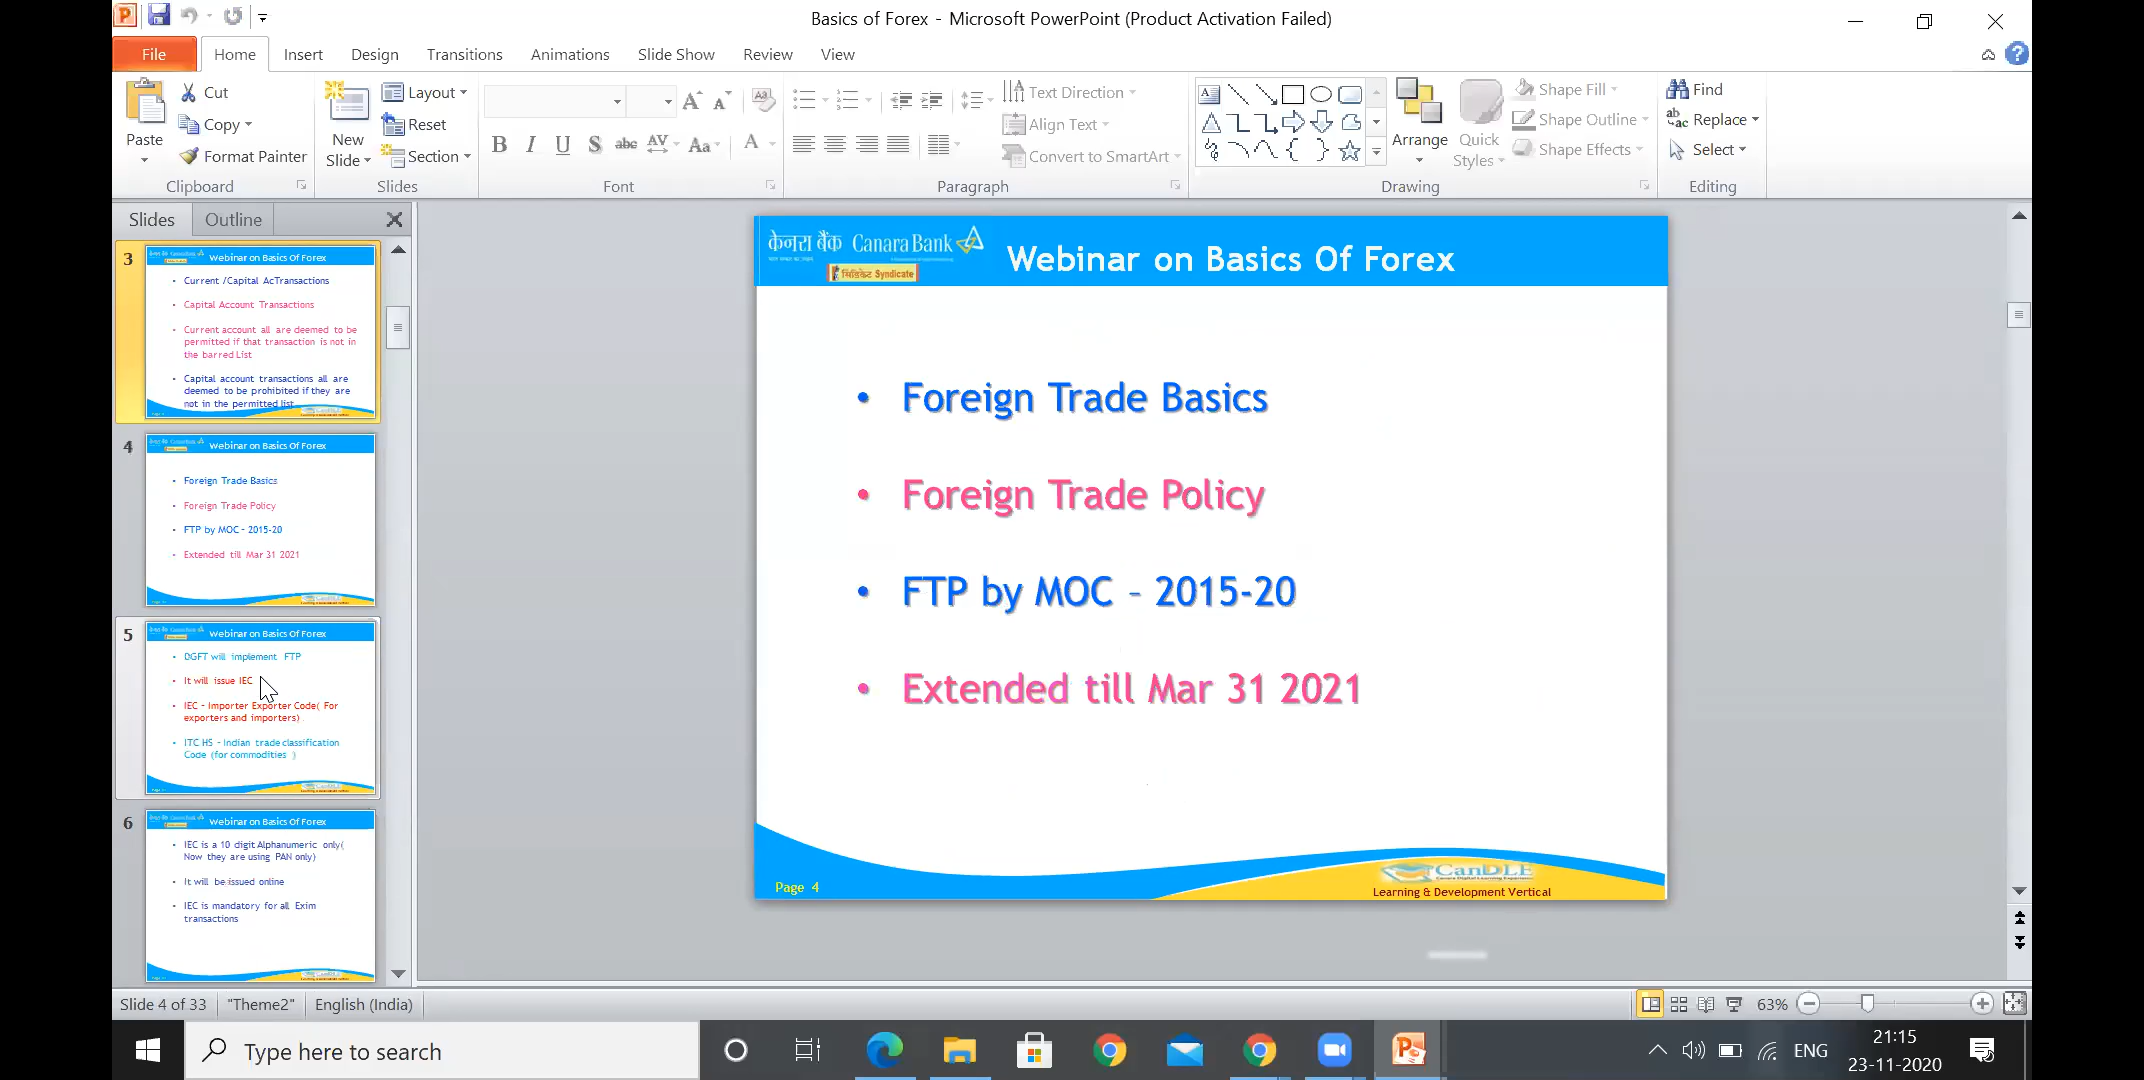 Basics of Forex - Microsoft PowerPoint (Product Activation Failed)
File Home Insert Design Transitions Animations Slide Show Review View
Paste
Cut
Copy
Format Painter
Clipboard
New Slide
Layout
Reset
Section
Slides
B I U S abc AV Aa A
Font
Text Direction
Align Text
Convert to SmartArt
Paragraph
Arrange
Quick Styles
Shape Fill
Shape Outline
Shape Effects
Drawing
Find
Replace
Select
Editing
Slides Outline
3
Webinar on Basics Of Forex
• Current /Capital AcTransactions
• Capital Account Transactions
• Current account all are deemed to be
permitted if that transaction is not in
the barred List
• Capital account transactions all are
deemed to be prohibited if they are
not in the permitted list
4
Webinar on Basics Of Forex
• Foreign Trade Basics
• Foreign Trade Policy
• FTP by MOC - 2015-20
• Extended till Mar 31 2021
5
Webinar on Basics Of Forex
• DGFT will implement FTP
• It will issue IEC
• IEC - Importer Exporter Code( For
exporters and importers)
• ITC HS - Indian trade classification
Code (for commodities )
6
Webinar on Basics Of Forex
• IEC is a 10 digit Alphanumeric only(
Now they are using PAN only)
• It will be issued online
• IEC is mandatory for all Exim
transactions
केनरा बैंक Canara Bank
सिंडिकेट Syndicate
Webinar on Basics Of Forex
• Foreign Trade Basics
• Foreign Trade Policy
• FTP by MOC – 2015-20
• Extended till Mar 31 2021
Page 4
CanDLE
Learning & Development Vertical
Slide 4 of 33 "Theme2" English (India)
63%
Type here to search
ENG
21:15
23-11-2020